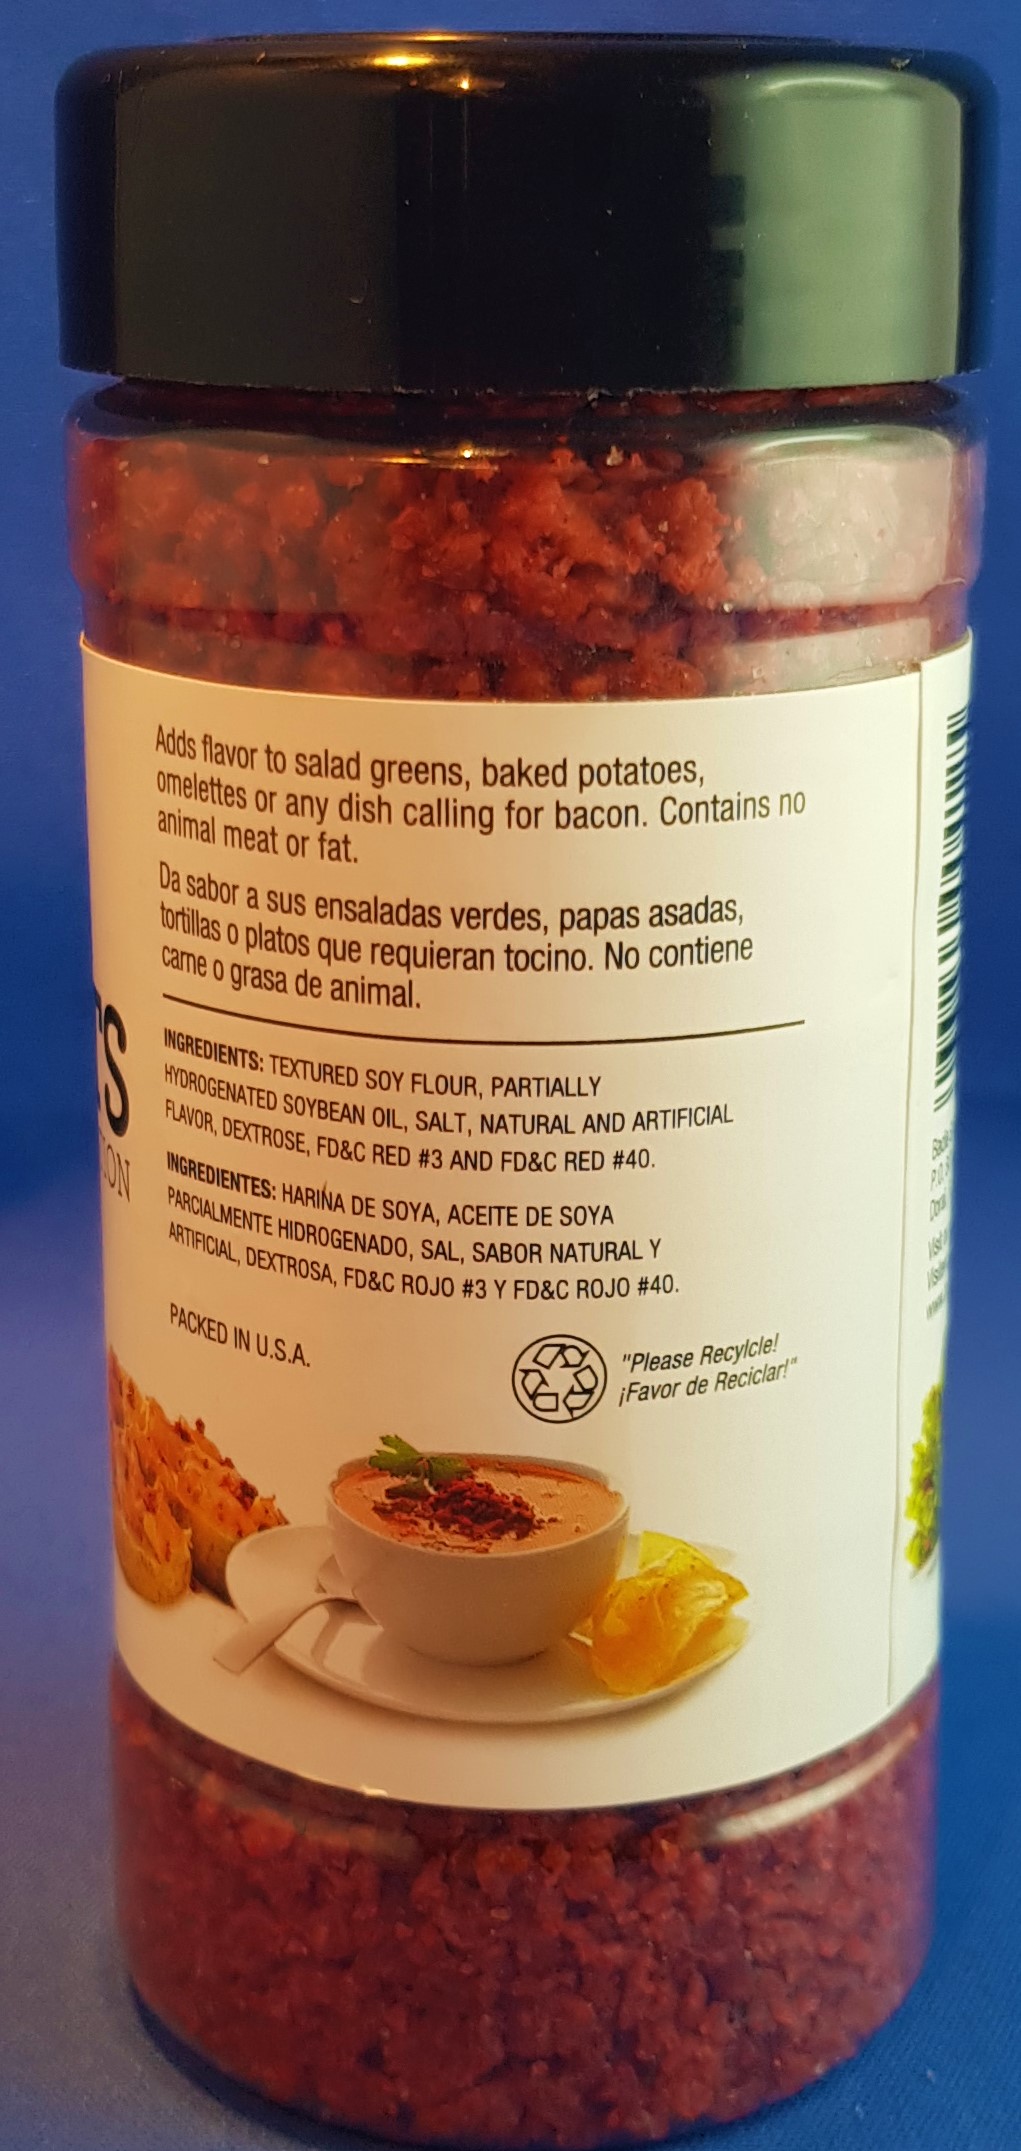 Adds flavor to salad greens, baked potatoes,
omelettes or any dish calling for bacon. Contains no
animal meat or fat.
Da sabor a sus ensaladas verdes, papas asadas,
tortillas o platos que requieran tocino. No contiene
carne o grasa de animal.
INGREDIENTS: TEXTURED SOY FLOUR, PARTIALLY
HYDROGENATED SOYBEAN OIL, SALT, NATURAL AND ARTIFICIAL
FLAVOR, DEXTROSE, FD&C RED #3 AND FD&C RED #40.
INGREDIENTES: HARINA DE SOYA, ACEITE DE SOYA
PARCIALMENTE HIDROGENADO, SAL, SABOR NATURAL Y
ARTIFICIAL, DEXTROSA, FD&C ROJO #3 Y FD&C ROJO #40.
PACKED IN U.S.A.
"Please Recylcle!
¡Favor de Reciclar!"